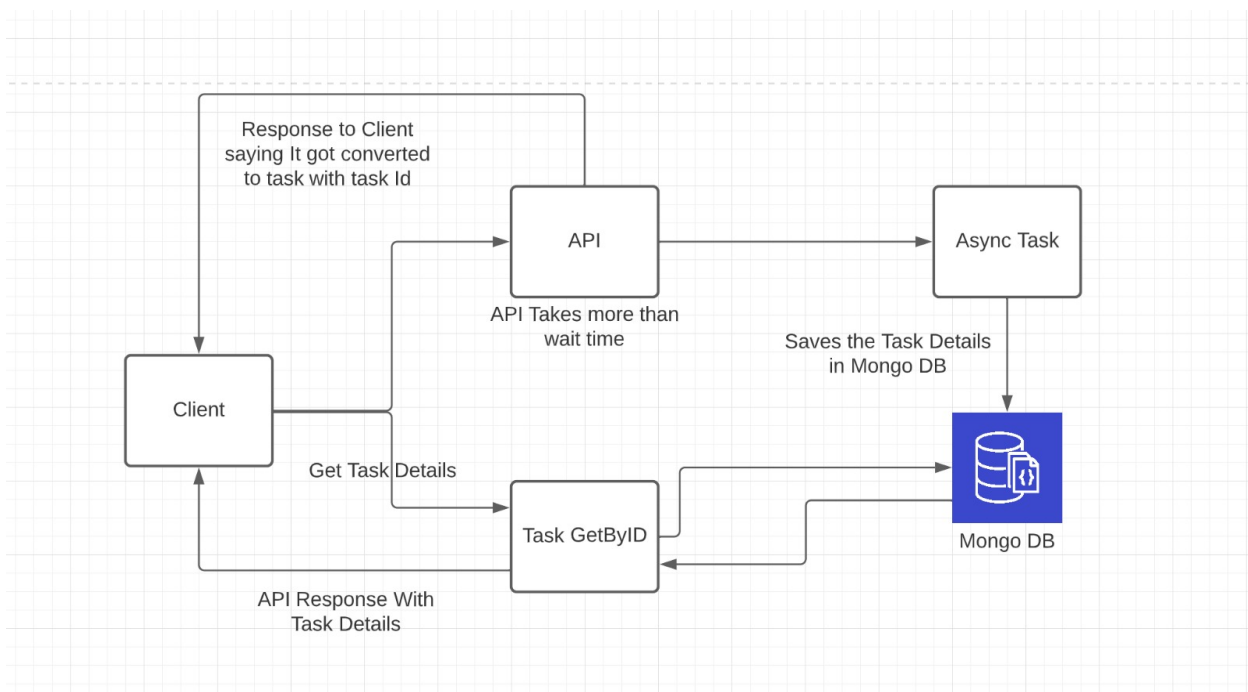 Response to Client
saying It got converted
to task with task Id
API
Async Task
API Takes more than
wait time
Saves the Task Details
in Mongo DB
Client
Get Task Details
Task GetByID
{}
Mongo DB
API Response With
Task Details